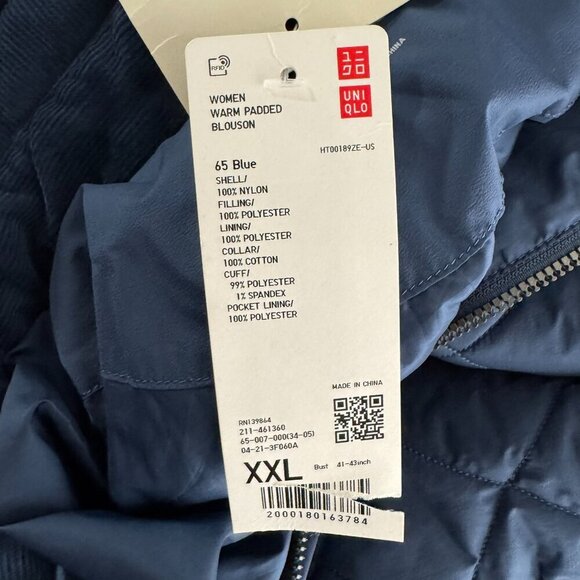 RFID
ユニ
クロ
UNI
QLO
CHINA
WOMEN
WARM PADDED
BLOUSON
HT00189ZE-US
65 Blue
SHELL/
100% NYLON
FILLING/
100% POLYESTER
LINING/
100% POLYESTER
COLLAR/
100% COTTON
CUFF/
99% POLYESTER
1% SPANDEX
POCKET LINING/
100% POLYESTER
MADE IN CHINA
RN139864
211-461360
65-007-000(34-05)
04-21-3F060A
XXL Bust 41-43inch
2000180163784